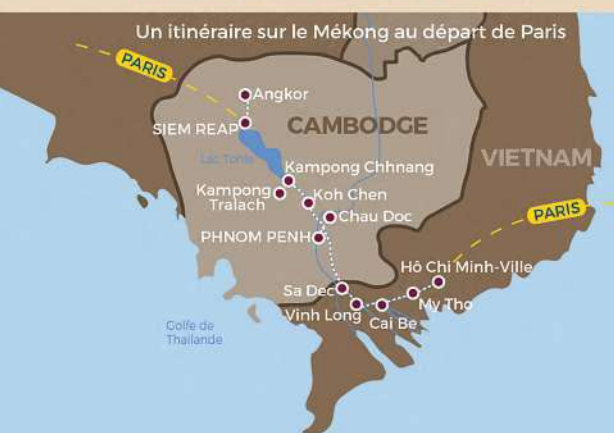 Un itinéraire sur le Mékong au départ de Paris
PARIS
Angkor
SIEM REAP
CAMBODGE
VIETNAM
Lac Tonlé
Kampong Chhnang
Kampong
Tralach
Koh Chen
Chau Doc
PHNOM PENH
PARIS
Hô Chi Minh-Ville
Sa Dec
Vinh Long
Cai Be
My Tho
Golfe de
Thaïlande